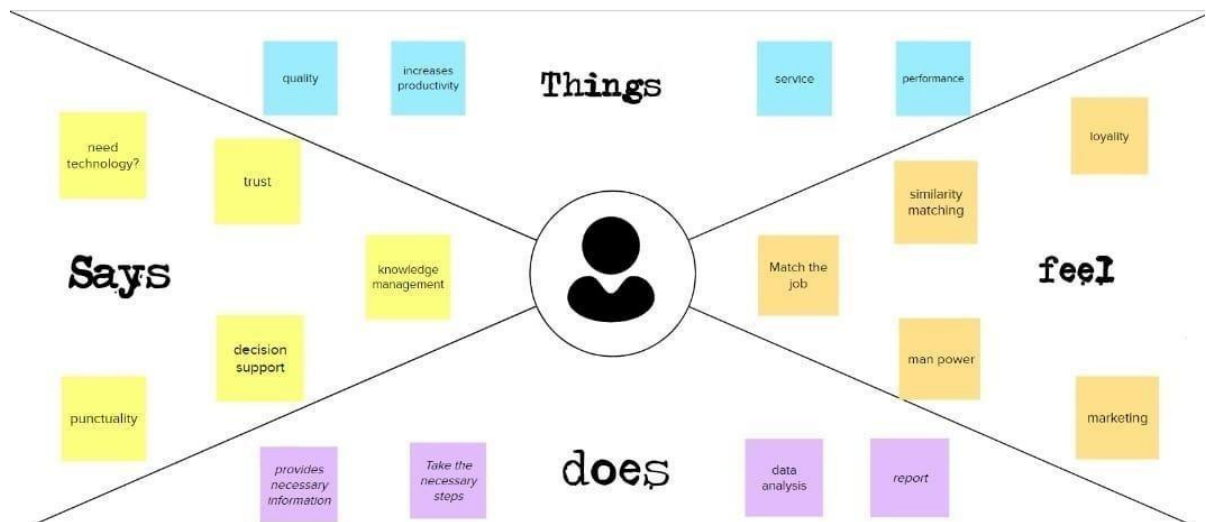 Things
quality
increases
productivity
service
performance
Says
need
technology?
trust
knowledge
management
decision
support
punctuality
feel
loyality
similarity
matching
Match the
job
man power
marketing
does
provides
necessary
information
Take the
necessary
steps
data
analysis
report